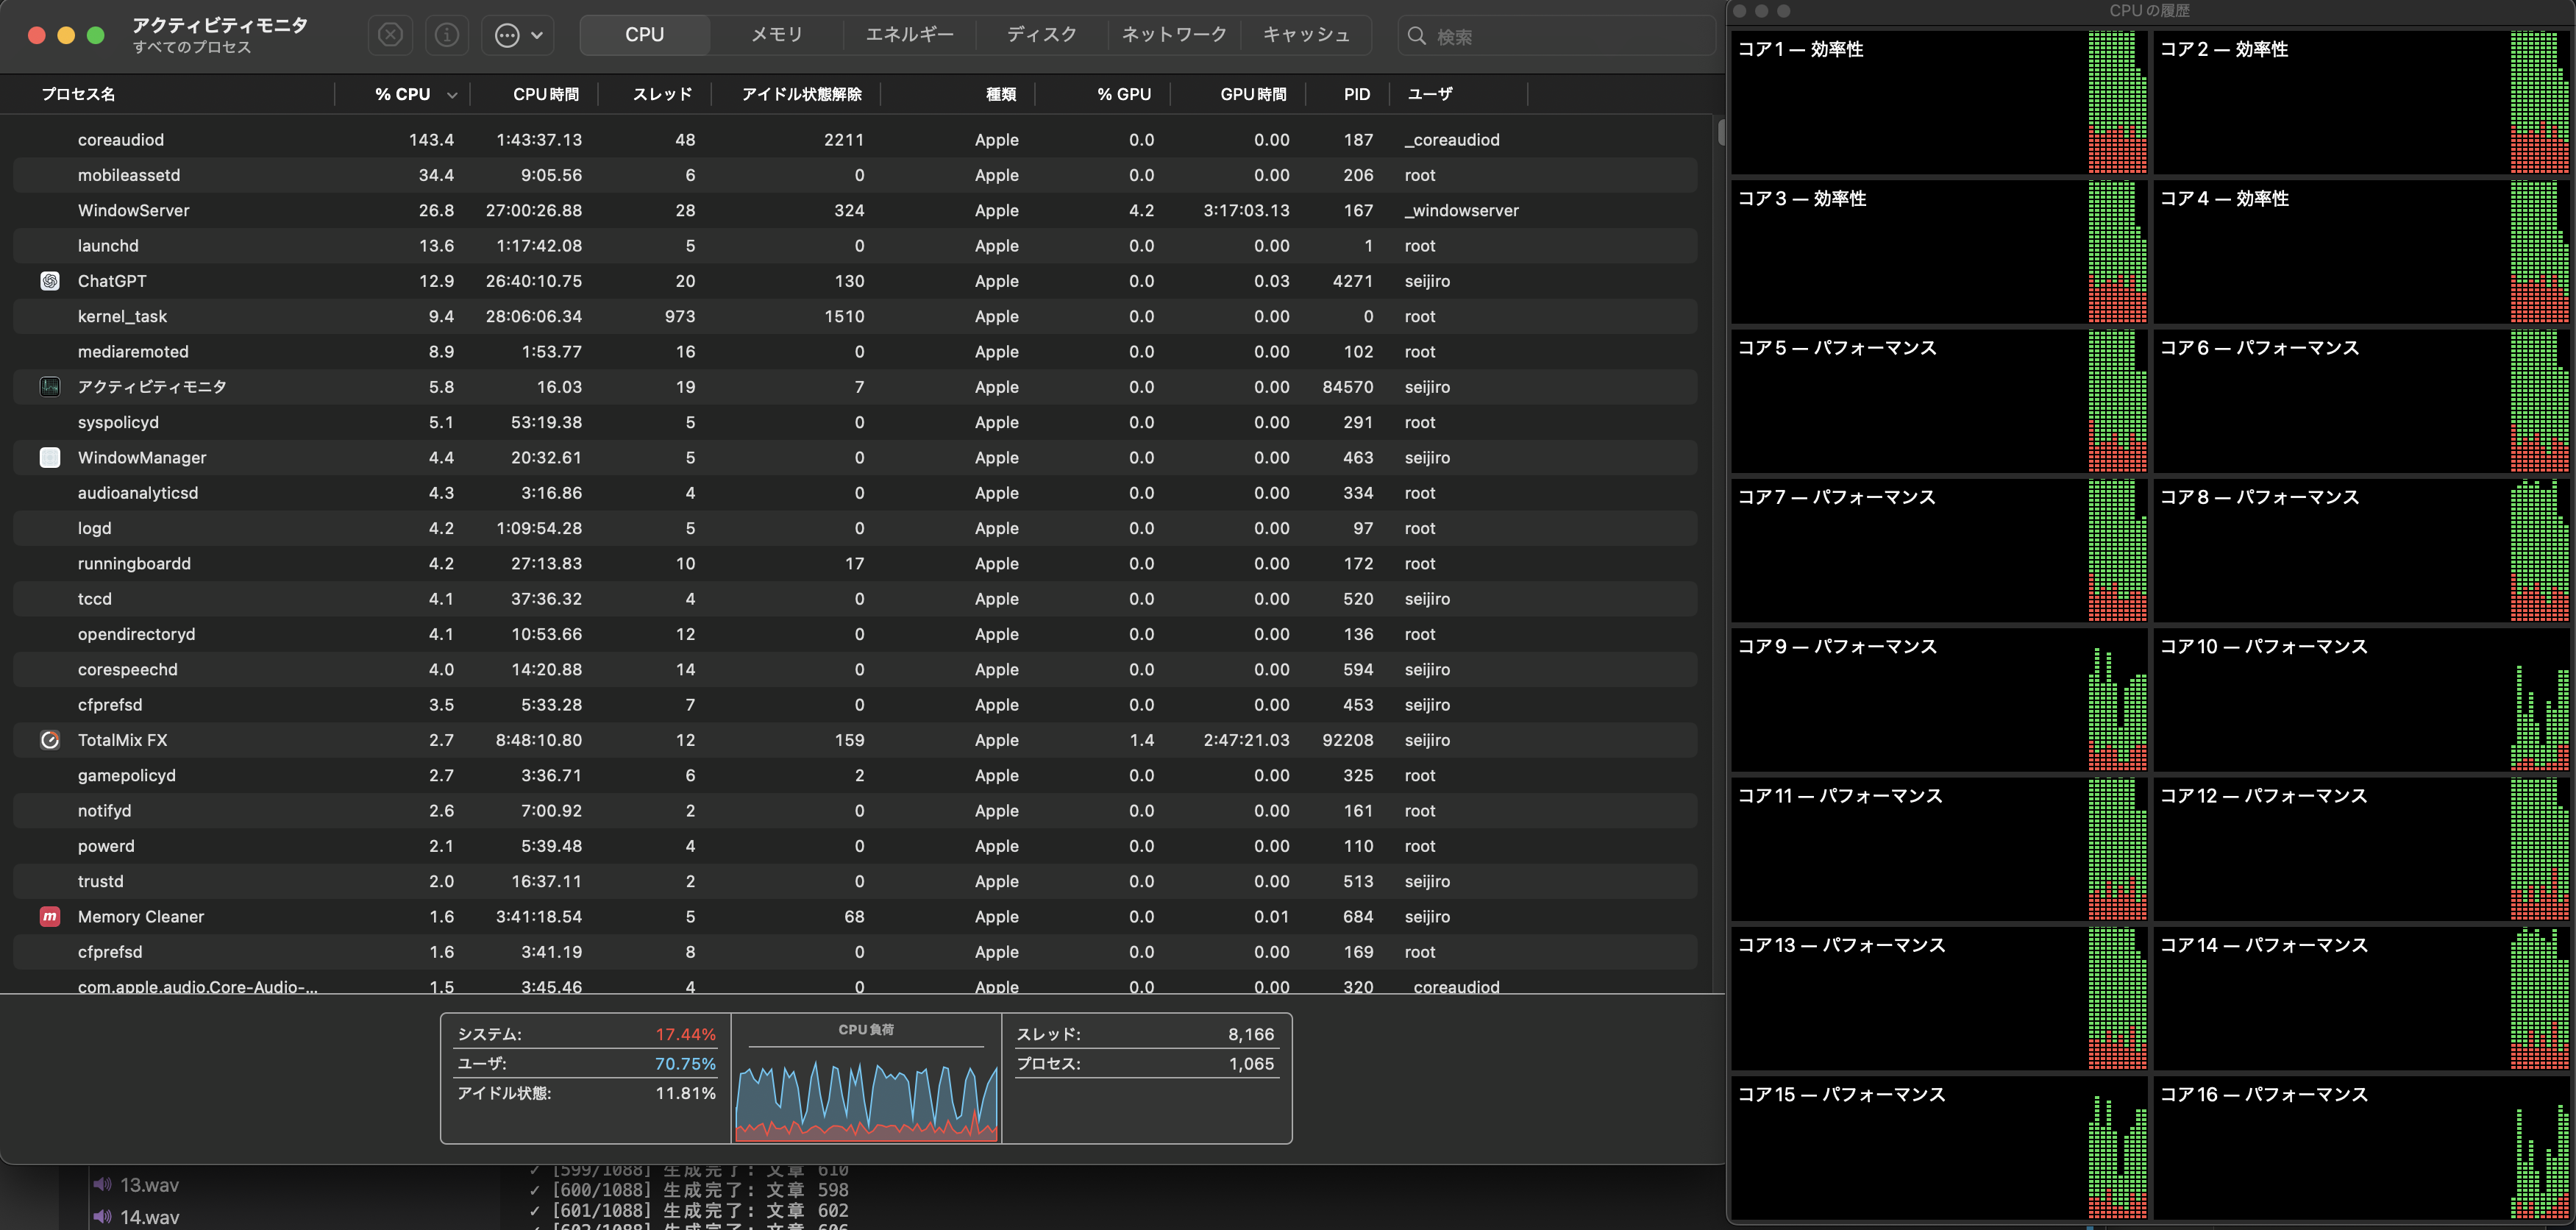 アクティビティモニタ
すべてのプロセス
CPU メモリ エネルギー ディスク ネットワーク キャッシュ 検索
プロセス名 % CPU CPU時間 スレッド アイドル状態解除 種類 % GPU GPU時間 PID ユーザ
coreaudiod 143.4 1:43:37.13 48 2211 Apple 0.0 0.00 187 _coreaudiod
mobileassetd 34.4 9:05.56 6 0 Apple 0.0 0.00 206 root
WindowServer 26.8 27:00:26.88 28 324 Apple 4.2 3:17:03.13 167 _windowserver
launchd 13.6 1:17:42.08 5 0 Apple 0.0 0.00 1 root
ChatGPT 12.9 26:40:10.75 20 130 Apple 0.0 0.03 4271 seijiro
kernel_task 9.4 28:06:06.34 973 1510 Apple 0.0 0.00 0 root
mediaremoted 8.9 1:53.77 16 0 Apple 0.0 0.00 102 root
アクティビティモニタ 5.8 16.03 19 7 Apple 0.0 0.00 84570 seijiro
syspolicyd 5.1 53:19.38 5 0 Apple 0.0 0.00 291 root
WindowManager 4.4 20:32.61 5 0 Apple 0.0 0.00 463 seijiro
audioanalyticsd 4.3 3:16.86 4 0 Apple 0.0 0.00 334 root
logd 4.2 1:09:54.28 5 0 Apple 0.0 0.00 97 root
runningboardd 4.2 27:13.83 10 17 Apple 0.0 0.00 172 root
tccd 4.1 37:36.32 4 0 Apple 0.0 0.00 520 seijiro
opendirectoryd 4.1 10:53.66 12 0 Apple 0.0 0.00 136 root
corespeechd 4.0 14:20.88 14 0 Apple 0.0 0.00 594 seijiro
cfprefsd 3.5 5:33.28 7 0 Apple 0.0 0.00 453 seijiro
TotalMix FX 2.7 8:48:10.80 12 159 Apple 1.4 2:47:21.03 92208 seijiro
gamepolicyd 2.7 3:36.71 6 2 Apple 0.0 0.00 325 root
notifyd 2.6 7:00.92 2 0 Apple 0.0 0.00 161 root
powerd 2.1 5:39.48 4 0 Apple 0.0 0.00 110 root
trustd 2.0 16:37.11 2 0 Apple 0.0 0.00 513 seijiro
Memory Cleaner 1.6 3:41:18.54 5 68 Apple 0.0 0.01 684 seijiro
cfprefsd 1.6 3:41.19 8 0 Apple 0.0 0.00 169 root
com.apple.audio.Core-Audio-... 1.5 3:45.46 4 0 Apple 0.0 0.00 320 _coreaudiod
システム: 17.44%
ユーザ: 70.75%
アイドル状態: 11.81%
CPU負荷
スレッド: 8,166
プロセス: 1,065
13.wav
14.wav
✓ [599/1088] 生成完了: 文章 610
✓ [600/1088] 生成完了: 文章 598
✓ [601/1088] 生成完了: 文章 602
✓ [602/1088] 生成完了: 文章 606
CPUの履歴
コア1 — 効率性
コア2 — 効率性
コア3 — 効率性
コア4 — 効率性
コア5 — パフォーマンス
コア6 — パフォーマンス
コア7 — パフォーマンス
コア8 — パフォーマンス
コア9 — パフォーマンス
コア10 — パフォーマンス
コア11 — パフォーマンス
コア12 — パフォーマンス
コア13 — パフォーマンス
コア14 — パフォーマンス
コア15 — パフォーマンス
コア16 — パフォーマンス